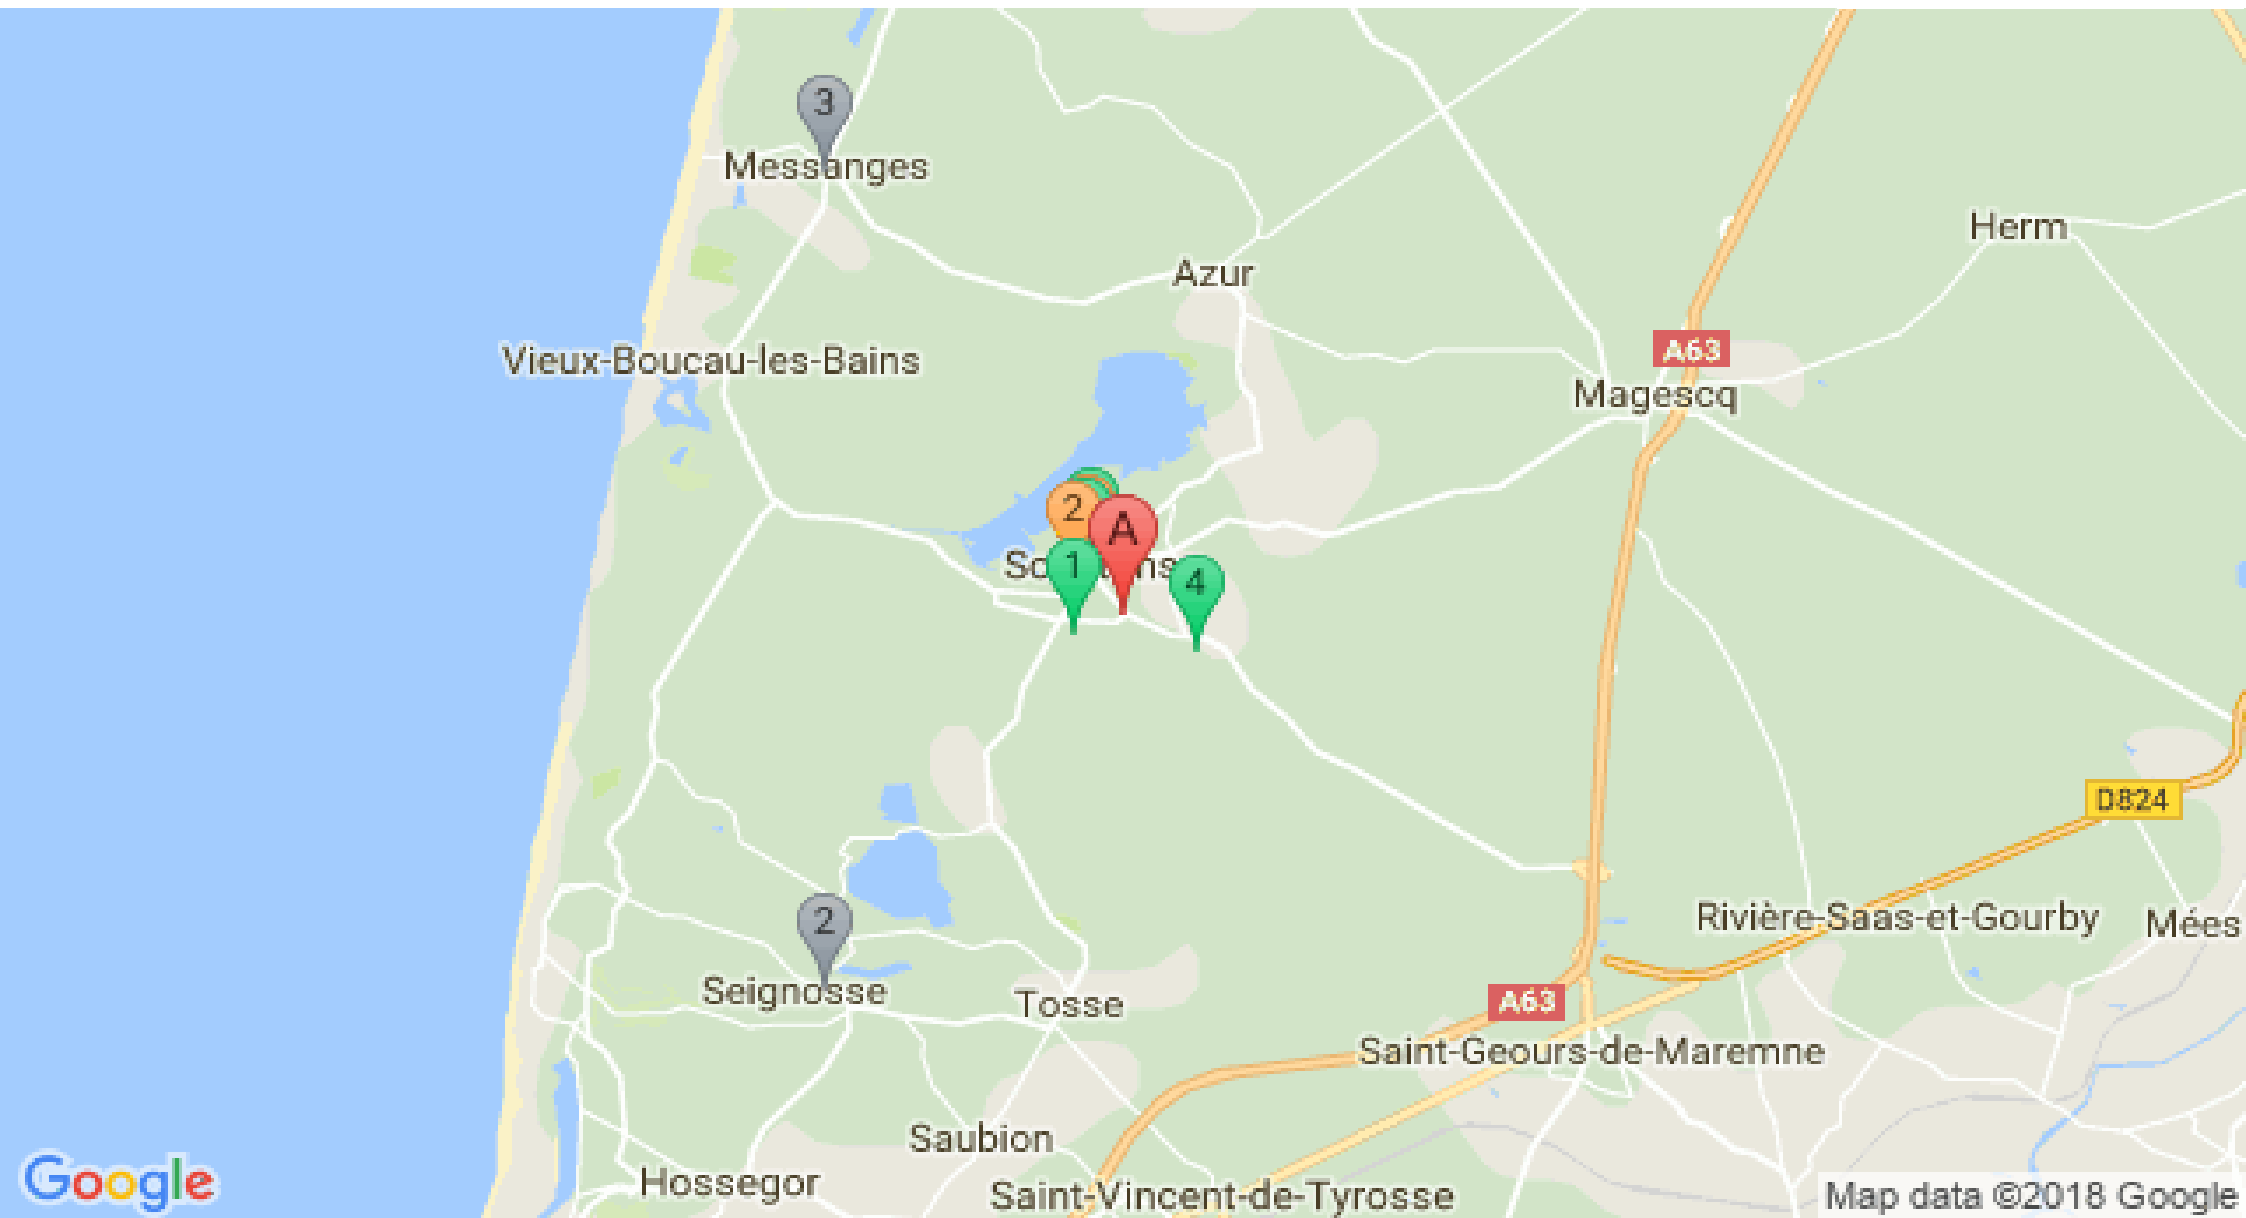 3
Messanges
Herm
Azur
A63
Vieux-Boucau-les-Bains
Magescq
2
A
1
4
D824
2
Rivière-Saas-et-Gourby
Mées
Seignosse
Tosse
A63
Saint-Geours-de-Maremne
Saubion
Hossegor
Saint-Vincent-de-Tyrosse
Google
Map data ©2018 Google